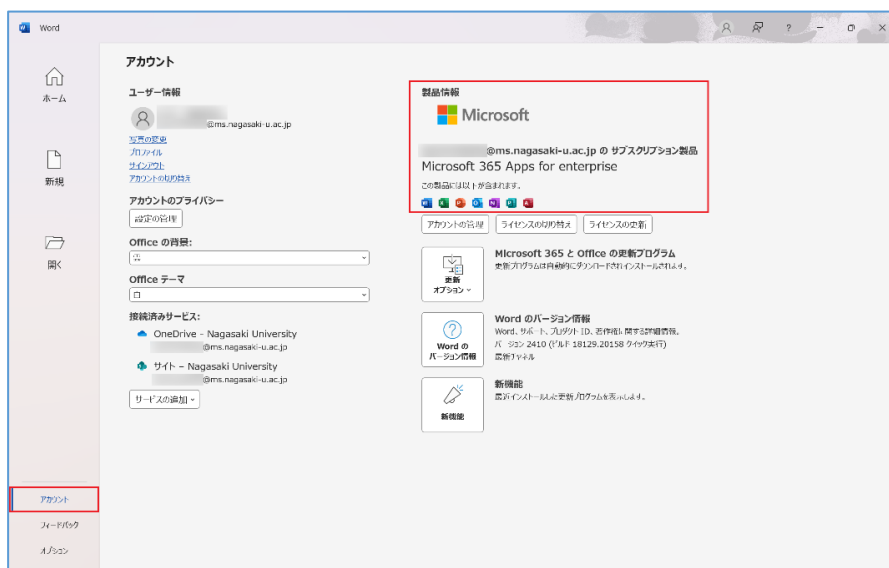 Word
アカウント
ホーム
新規
開く
アカウント
フィードバック
オプション
ユーザー情報
@ms.nagasaki-u.ac.jp
写真の変更
プロファイル
サインアウト
アカウントの切り替え
アカウントのプライバシー
設定の管理
Office の背景:
Office テーマ
白
接続済みサービス:
OneDrive – Nagasaki University
@ms.nagasaki-u.ac.jp
サイト – Nagasaki University
@ms.nagasaki-u.ac.jp
サービスの追加
製品情報
Microsoft
@ms.nagasaki-u.ac.jp の サブスクリプション製品
Microsoft 365 Apps for enterprise
この製品には以下が含まれます。
アカウントの管理 ライセンスの切り替え ライセンスの更新
更新
オプション
Microsoft 365 と Office の更新プログラム
更新プログラムは自動的にダウンロードされインストールされます。
Word の
バージョン情報
Word のバージョン情報
Word、サポート、プロダクト ID、著作権に関する詳細情報。
バージョン 2410 (ビルド 18129.20158 クイック実行)
最新チャネル
新機能
新機能
最近インストールした更新プログラムを表示します。